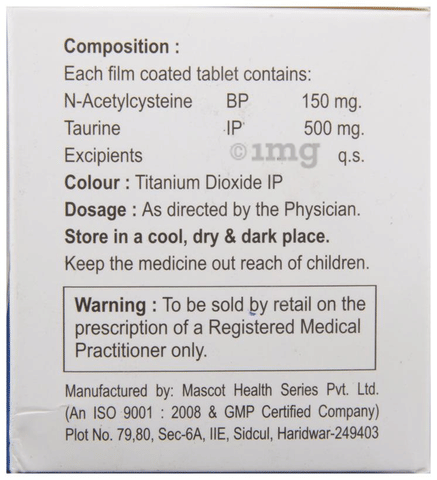 Composition :
Each film coated tablet contains:
N-Acetylcysteine BP 150 mg.
Taurine IP 500 mg.
Excipients q.s.
©1mg
Colour : Titanium Dioxide IP
Dosage : As directed by the Physician.
Store in a cool, dry & dark place.
Keep the medicine out reach of children.
Warning : To be sold by retail on the
prescription of a Registered Medical
Practitioner only.
Manufactured by: Mascot Health Series Pvt. Ltd.
(An ISO 9001 : 2008 & GMP Certified Company)
Plot No. 79,80, Sec-6A, IIE, Sidcul, Haridwar-249403